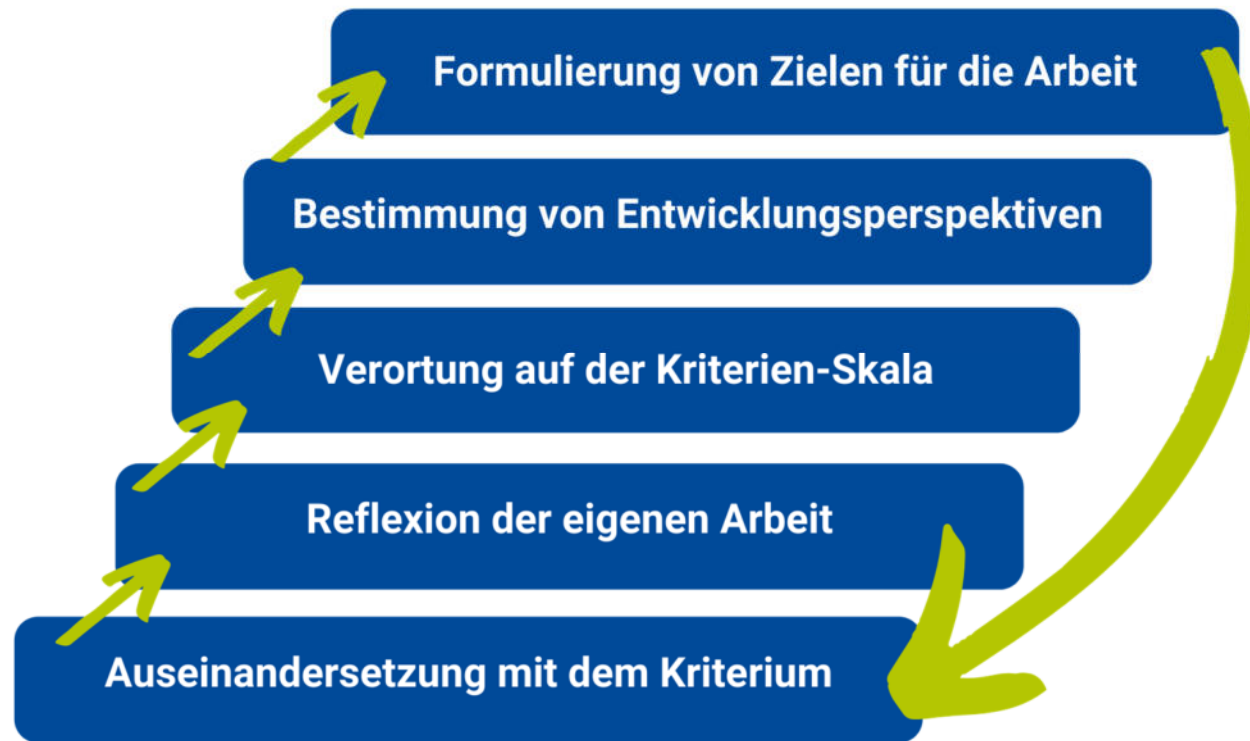 Formulierung von Zielen für die Arbeit
Bestimmung von Entwicklungsperspektiven
Verortung auf der Kriterien-Skala
Reflexion der eigenen Arbeit
Auseinandersetzung mit dem Kriterium